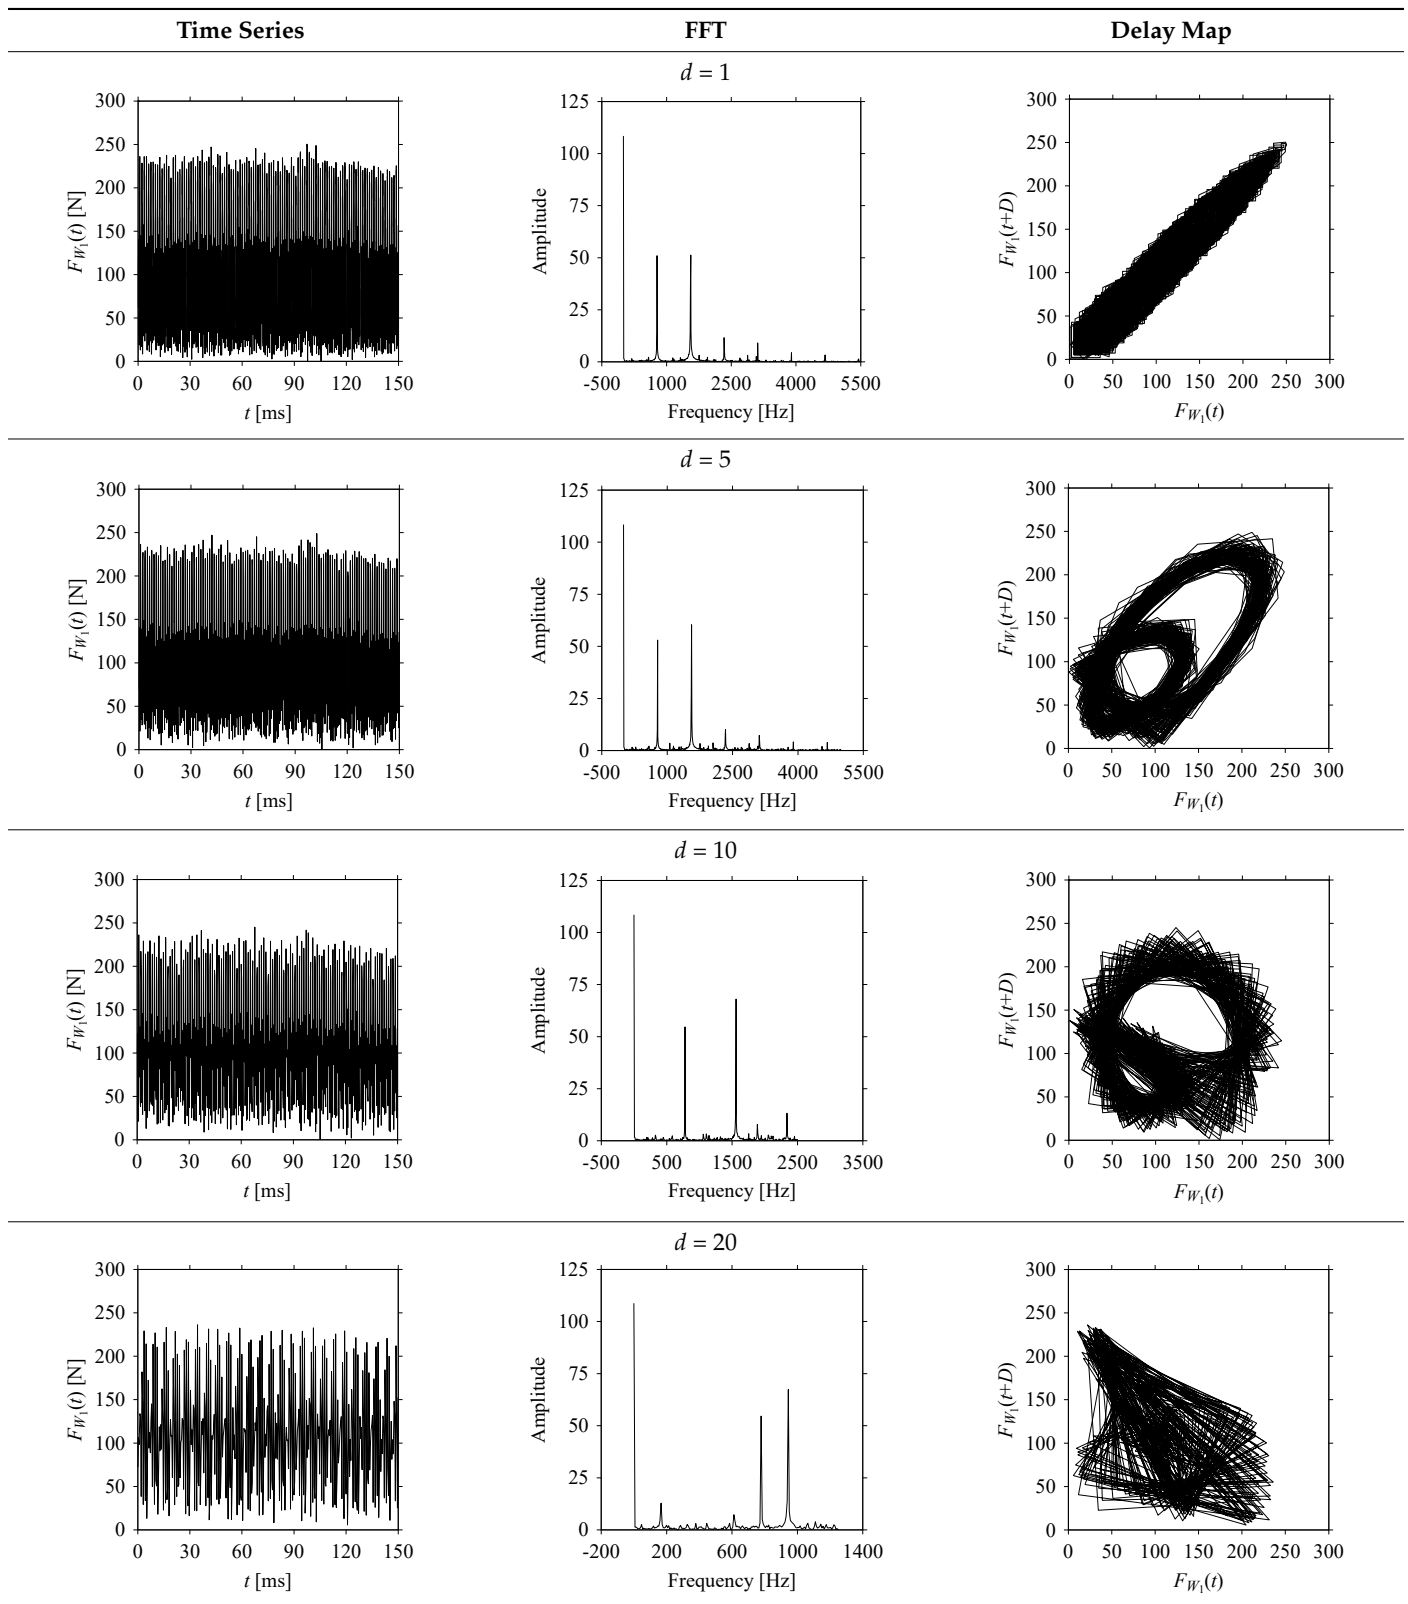 Time Series FFT Delay Map
d = 1
300 250 200 150 100 50 0
F_{W_1}(t) [N]
0 30 60 90 120 150
t [ms]
125 100 75 50 25 0
Amplitude
-500 1000 2500 4000 5500
Frequency [Hz]
300 250 200 150 100 50 0
F_{W_1}(t+D)
0 50 100 150 200 250 300
F_{W_1}(t)
d = 5
300 250 200 150 100 50 0
F_{W_1}(t) [N]
0 30 60 90 120 150
t [ms]
125 100 75 50 25 0
Amplitude
-500 1000 2500 4000 5500
Frequency [Hz]
300 250 200 150 100 50 0
F_{W_1}(t+D)
0 50 100 150 200 250 300
F_{W_1}(t)
d = 10
300 250 200 150 100 50 0
F_{W_1}(t) [N]
0 30 60 90 120 150
t [ms]
125 100 75 50 25 0
Amplitude
-500 500 1500 2500 3500
Frequency [Hz]
300 250 200 150 100 50 0
F_{W_1}(t+D)
0 50 100 150 200 250 300
F_{W_1}(t)
d = 20
300 250 200 150 100 50 0
F_{W_1}(t) [N]
0 30 60 90 120 150
t [ms]
125 100 75 50 25 0
Amplitude
-200 200 600 1000 1400
Frequency [Hz]
300 250 200 150 100 50 0
F_{W_1}(t+D)
0 50 100 150 200 250 300
F_{W_1}(t)